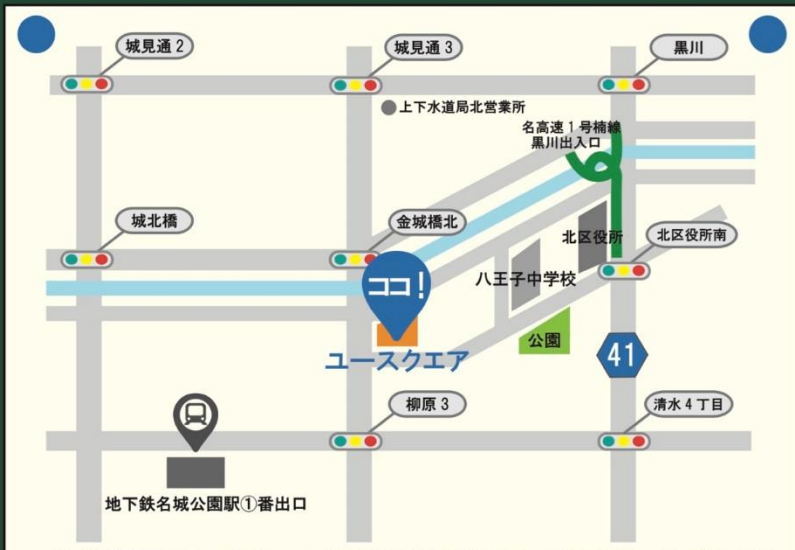 城見通2
城見通3
黒川
上下水道局北営業所
名高速1号楠線
黒川出入口
城北橋
金城橋北
北区役所
北区役所南
八王子中学校
ココ!
公園
41
ユースクエア
柳原3
清水4丁目
地下鉄名城公園駅①番出口